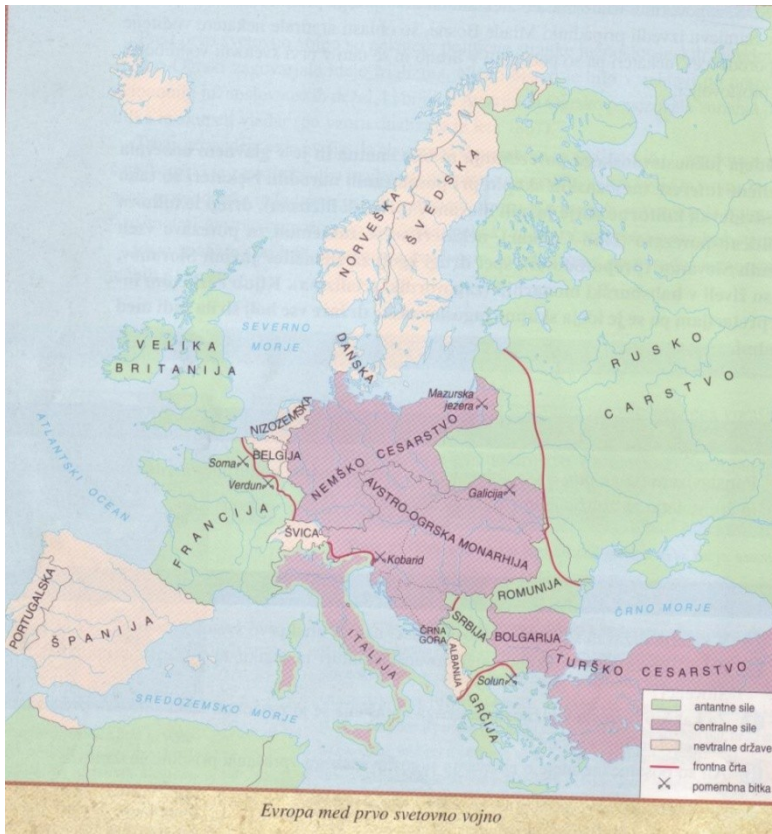 NORVEŠKA
ŠVEDSKA
SEVERNO
MORJE
DANSKA
VELIKA
BRITANIJA
RUSKO
CARSTVO
Mazurska
jezera
NIZOZEMSKA
BELGIJA
NEMŠKO CESARSTVO
ATLANTSKI OCEAN
Soma
Verdun
Galicija
AVSTRO-OGRSKA MONARHIJA
FRANCIJA
ŠVICA
Kobarid
ROMUNIJA
ČRNO MORJE
PORTUGALSKA
ŠPANIJA
ITALIJA
ČRNA
GORA
SRBIJA
BOLGARIJA
ALBANIJA
TURŠKO CESARSTVO
Solun
GRČIJA
SREDOZEMSKO MORJE
antantne sile
centralne sile
nevtralne države
frontna črta
pomembna bitka
Evropa med prvo svetovno vojno